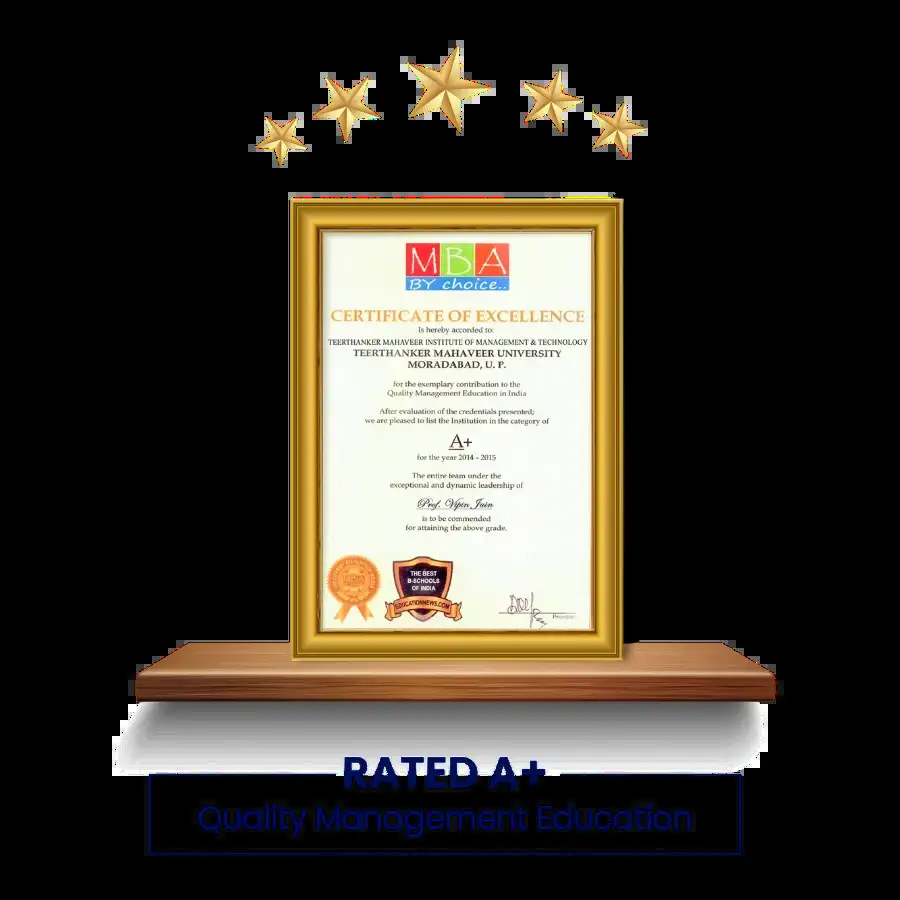 MBA
BY choice..
CERTIFICATE OF EXCELLENCE
Is hereby accorded to:
TEERTHANKER MAHAVEER INSTITUTE OF MANAGEMENT & TECHNOLOGY
TEERTHANKER MAHAVEER UNIVERSITY
MORADABAD, U. P.
for the exemplary contribution to the
Quality Management Education in India
After evaluation of the credentials presented;
we are pleased to list the Institution in the category of
A+
for the year 2014 - 2015
The entire team under the
exceptional and dynamic leadership of
Prof. Vipin Jain
is to be commended
for attaining the above grade.
MBA
THE BEST
B-SCHOOLS
OF INDIA
EDUCATIONNEWS.COM
RATED A+
Quality Management Education